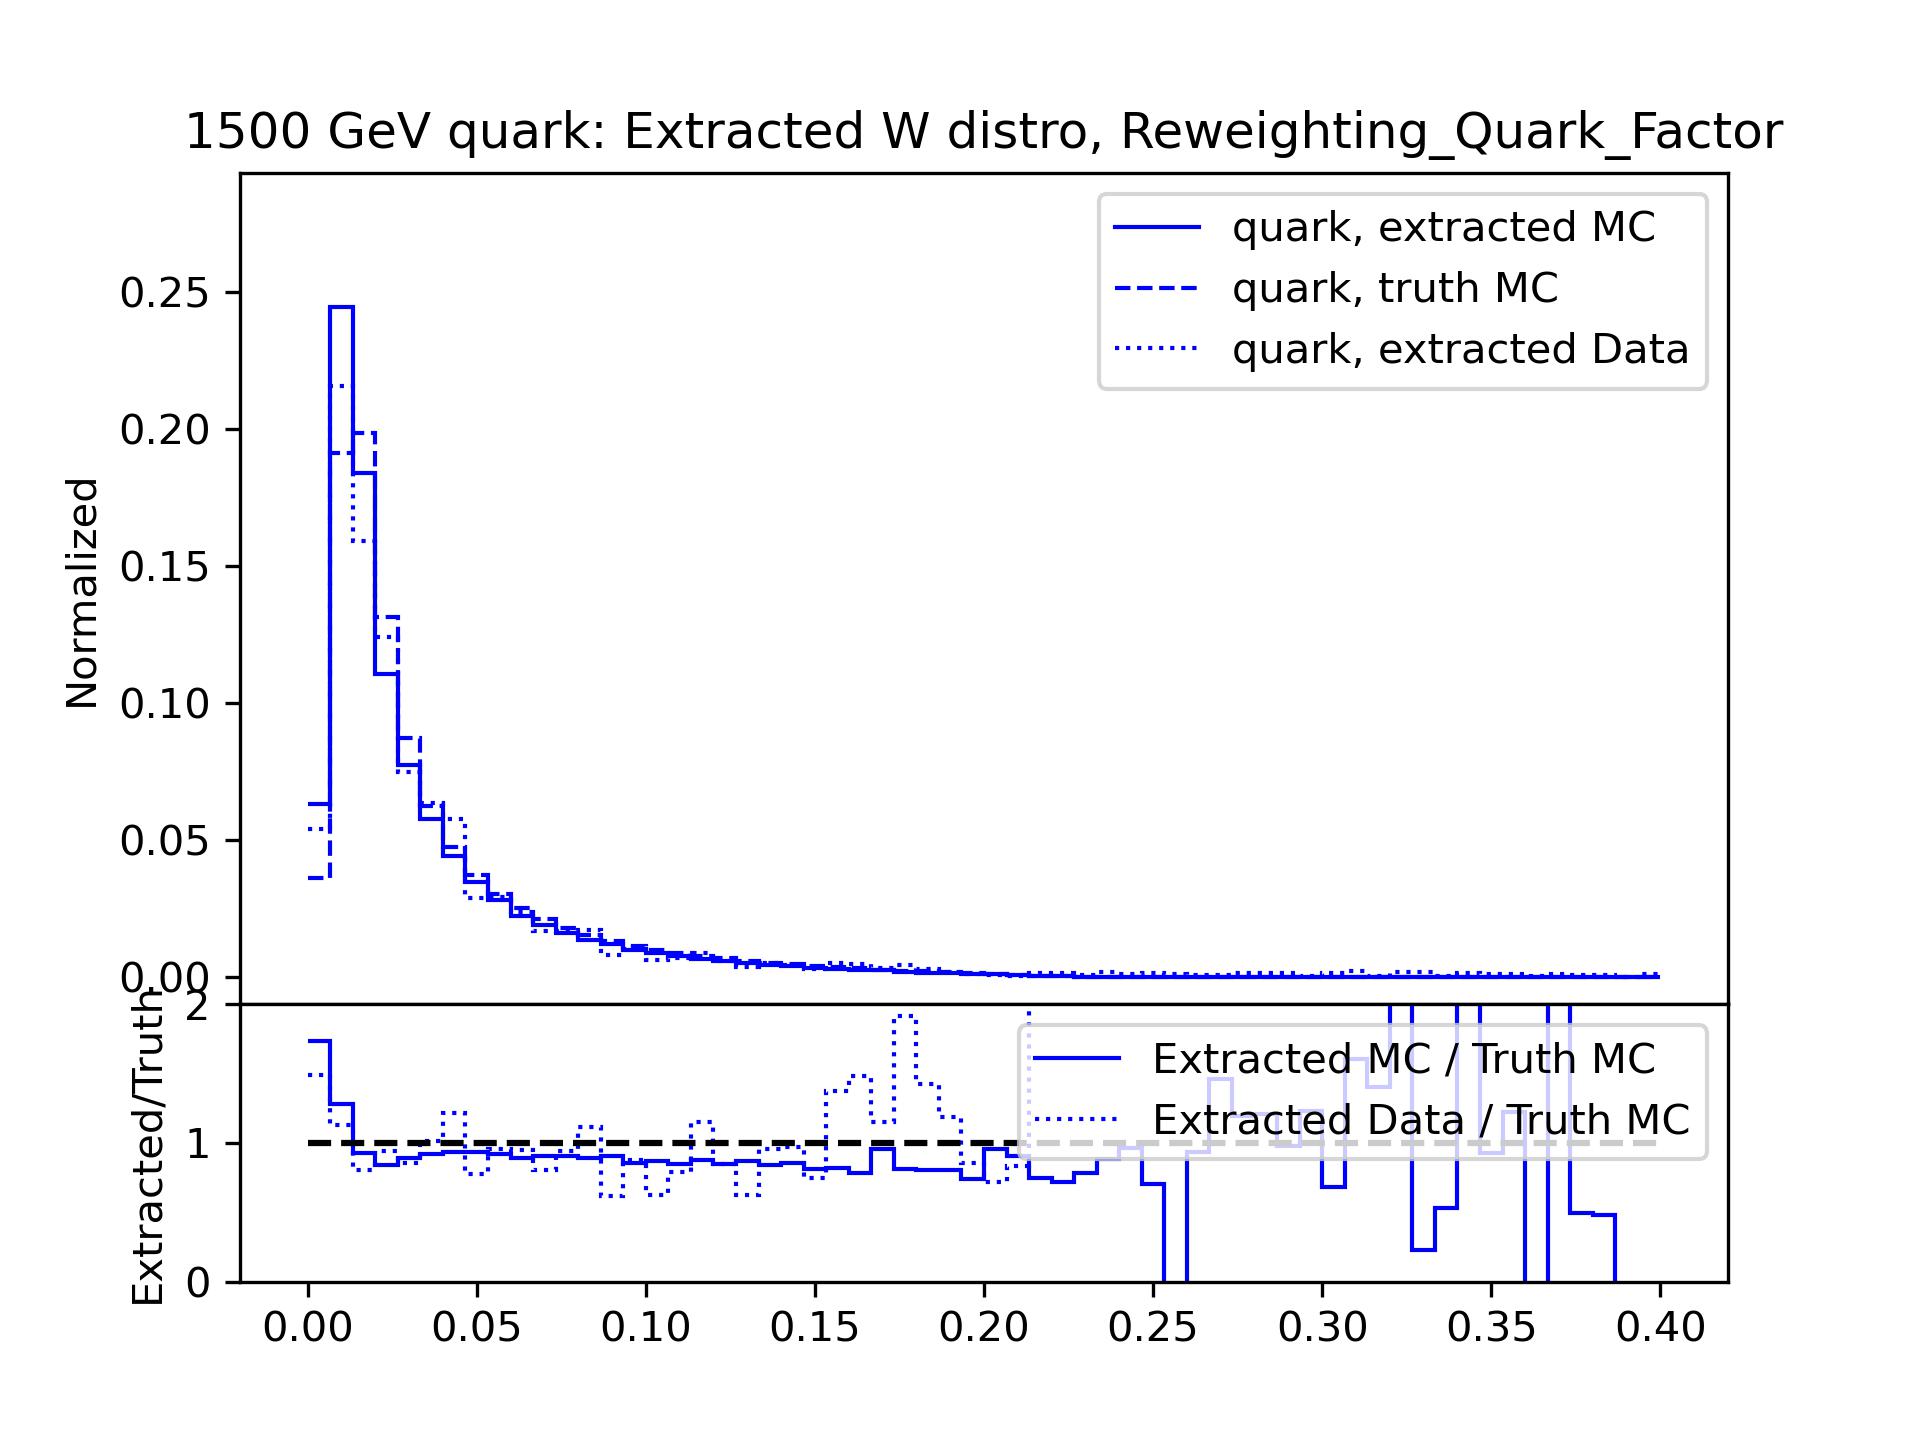 1500 GeV quark: Extracted W distro, Reweighting_Quark_Factor
quark, extracted MC
quark, truth MC
quark, extracted Data
Normalized
0.25
0.20
0.15
0.10
0.05
0.00
Extracted/Truth
2
1
0
Extracted MC / Truth MC
Extracted Data / Truth MC
0.00 0.05 0.10 0.15 0.20 0.25 0.30 0.35 0.40